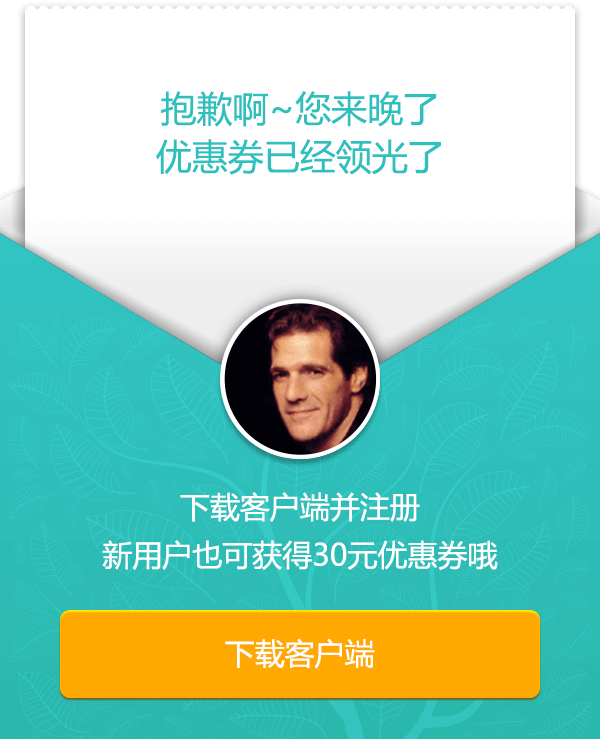 抱歉啊~您来晚了
优惠券已经领光了
下载客户端并注册
新用户也可获得30元优惠券哦
下载客户端